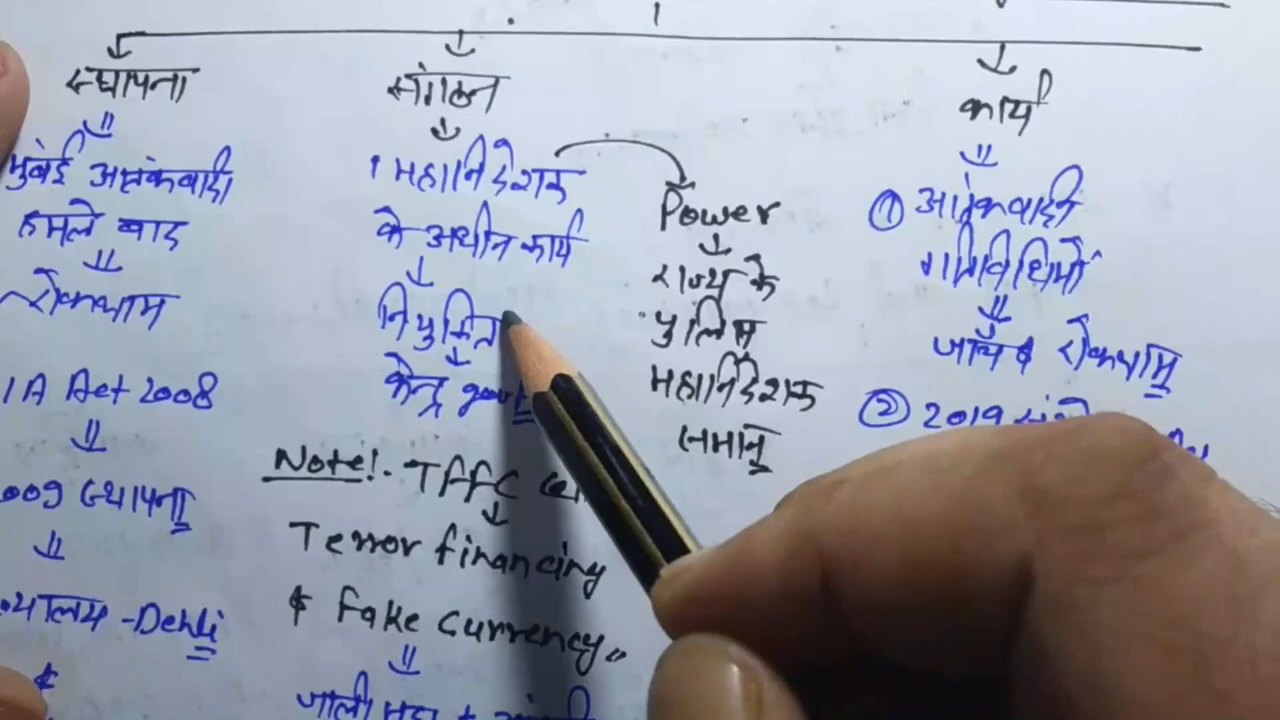 स्थापना
मुंबई आतंकवादी
हमले बाद
रोकथाम
IA Act 2008
009 स्थापना
यालय -Dehli
संगठन
महानिदेशक
के अधीन कार्य
नियुक्ति
केन्द्र govt
Power
राज्य के
पुलिस
महानिदेशक
समान
Note!- TFFC
Terror financing
& Fake Currency
जाली मुद्रा +
कार्य
① आतंकवादी
गतिविधियों
जाँच रोकथाम
② 2019